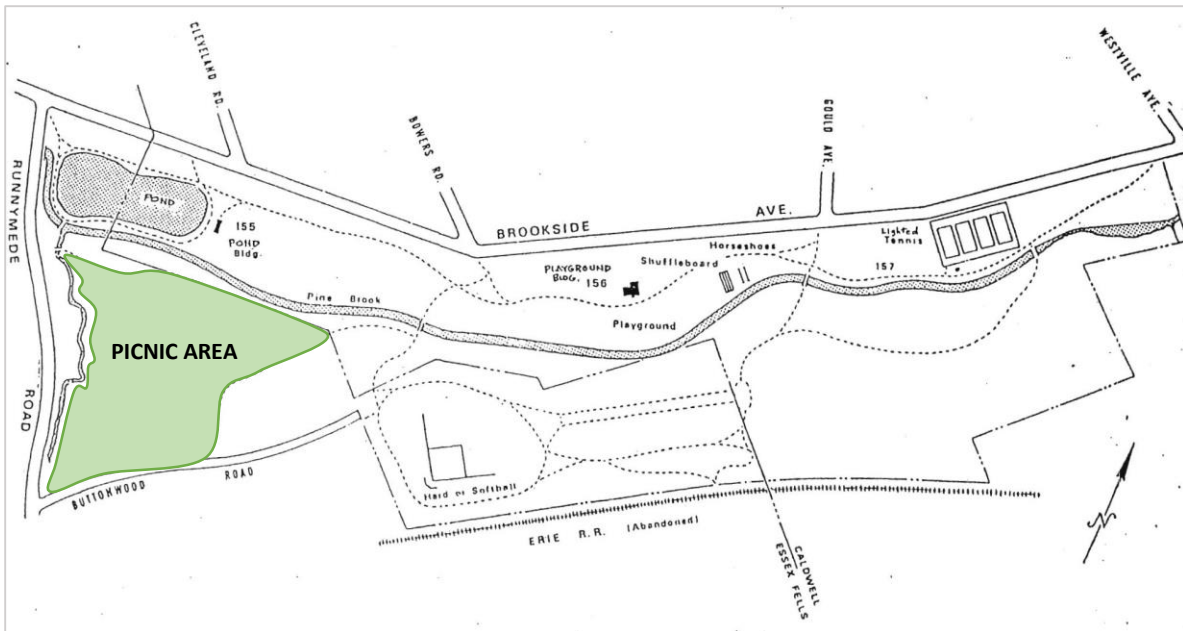 CLEVELAND RD.
WESTVILLE AVE.
BOWERS RD.
GOULD AVE.
RUNNYMEDE
ROAD
POND
155
POND
Bldg.
BROOKSIDE AVE.
Horseshoes
Lighted
Tennis
Shuffleboard
157
PLAYGROUND
BLDG. 156
Pine Brook
Playground
PICNIC AREA
BUTTONWOOD ROAD
Hard or Softball
ERIE R.R. (Abandoned)
CALDWELL
ESSEX FELLS
N